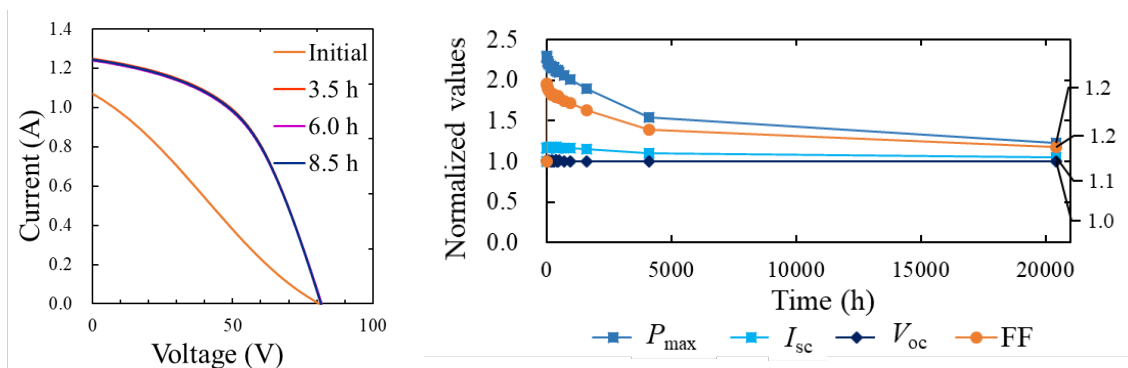 1.4
1.2
1.0
0.8
0.6
0.4
0.2
0.0
0
50
100
Current (A)
Voltage (V)
Initial
3.5 h
6.0 h
8.5 h
2.5
2.0
1.5
1.0
0.5
0.0
0
5000
10000
15000
20000
Normalized values
Time (h)
1.2
1.2
1.1
1.0
Pmax
Isc
Voc
FF